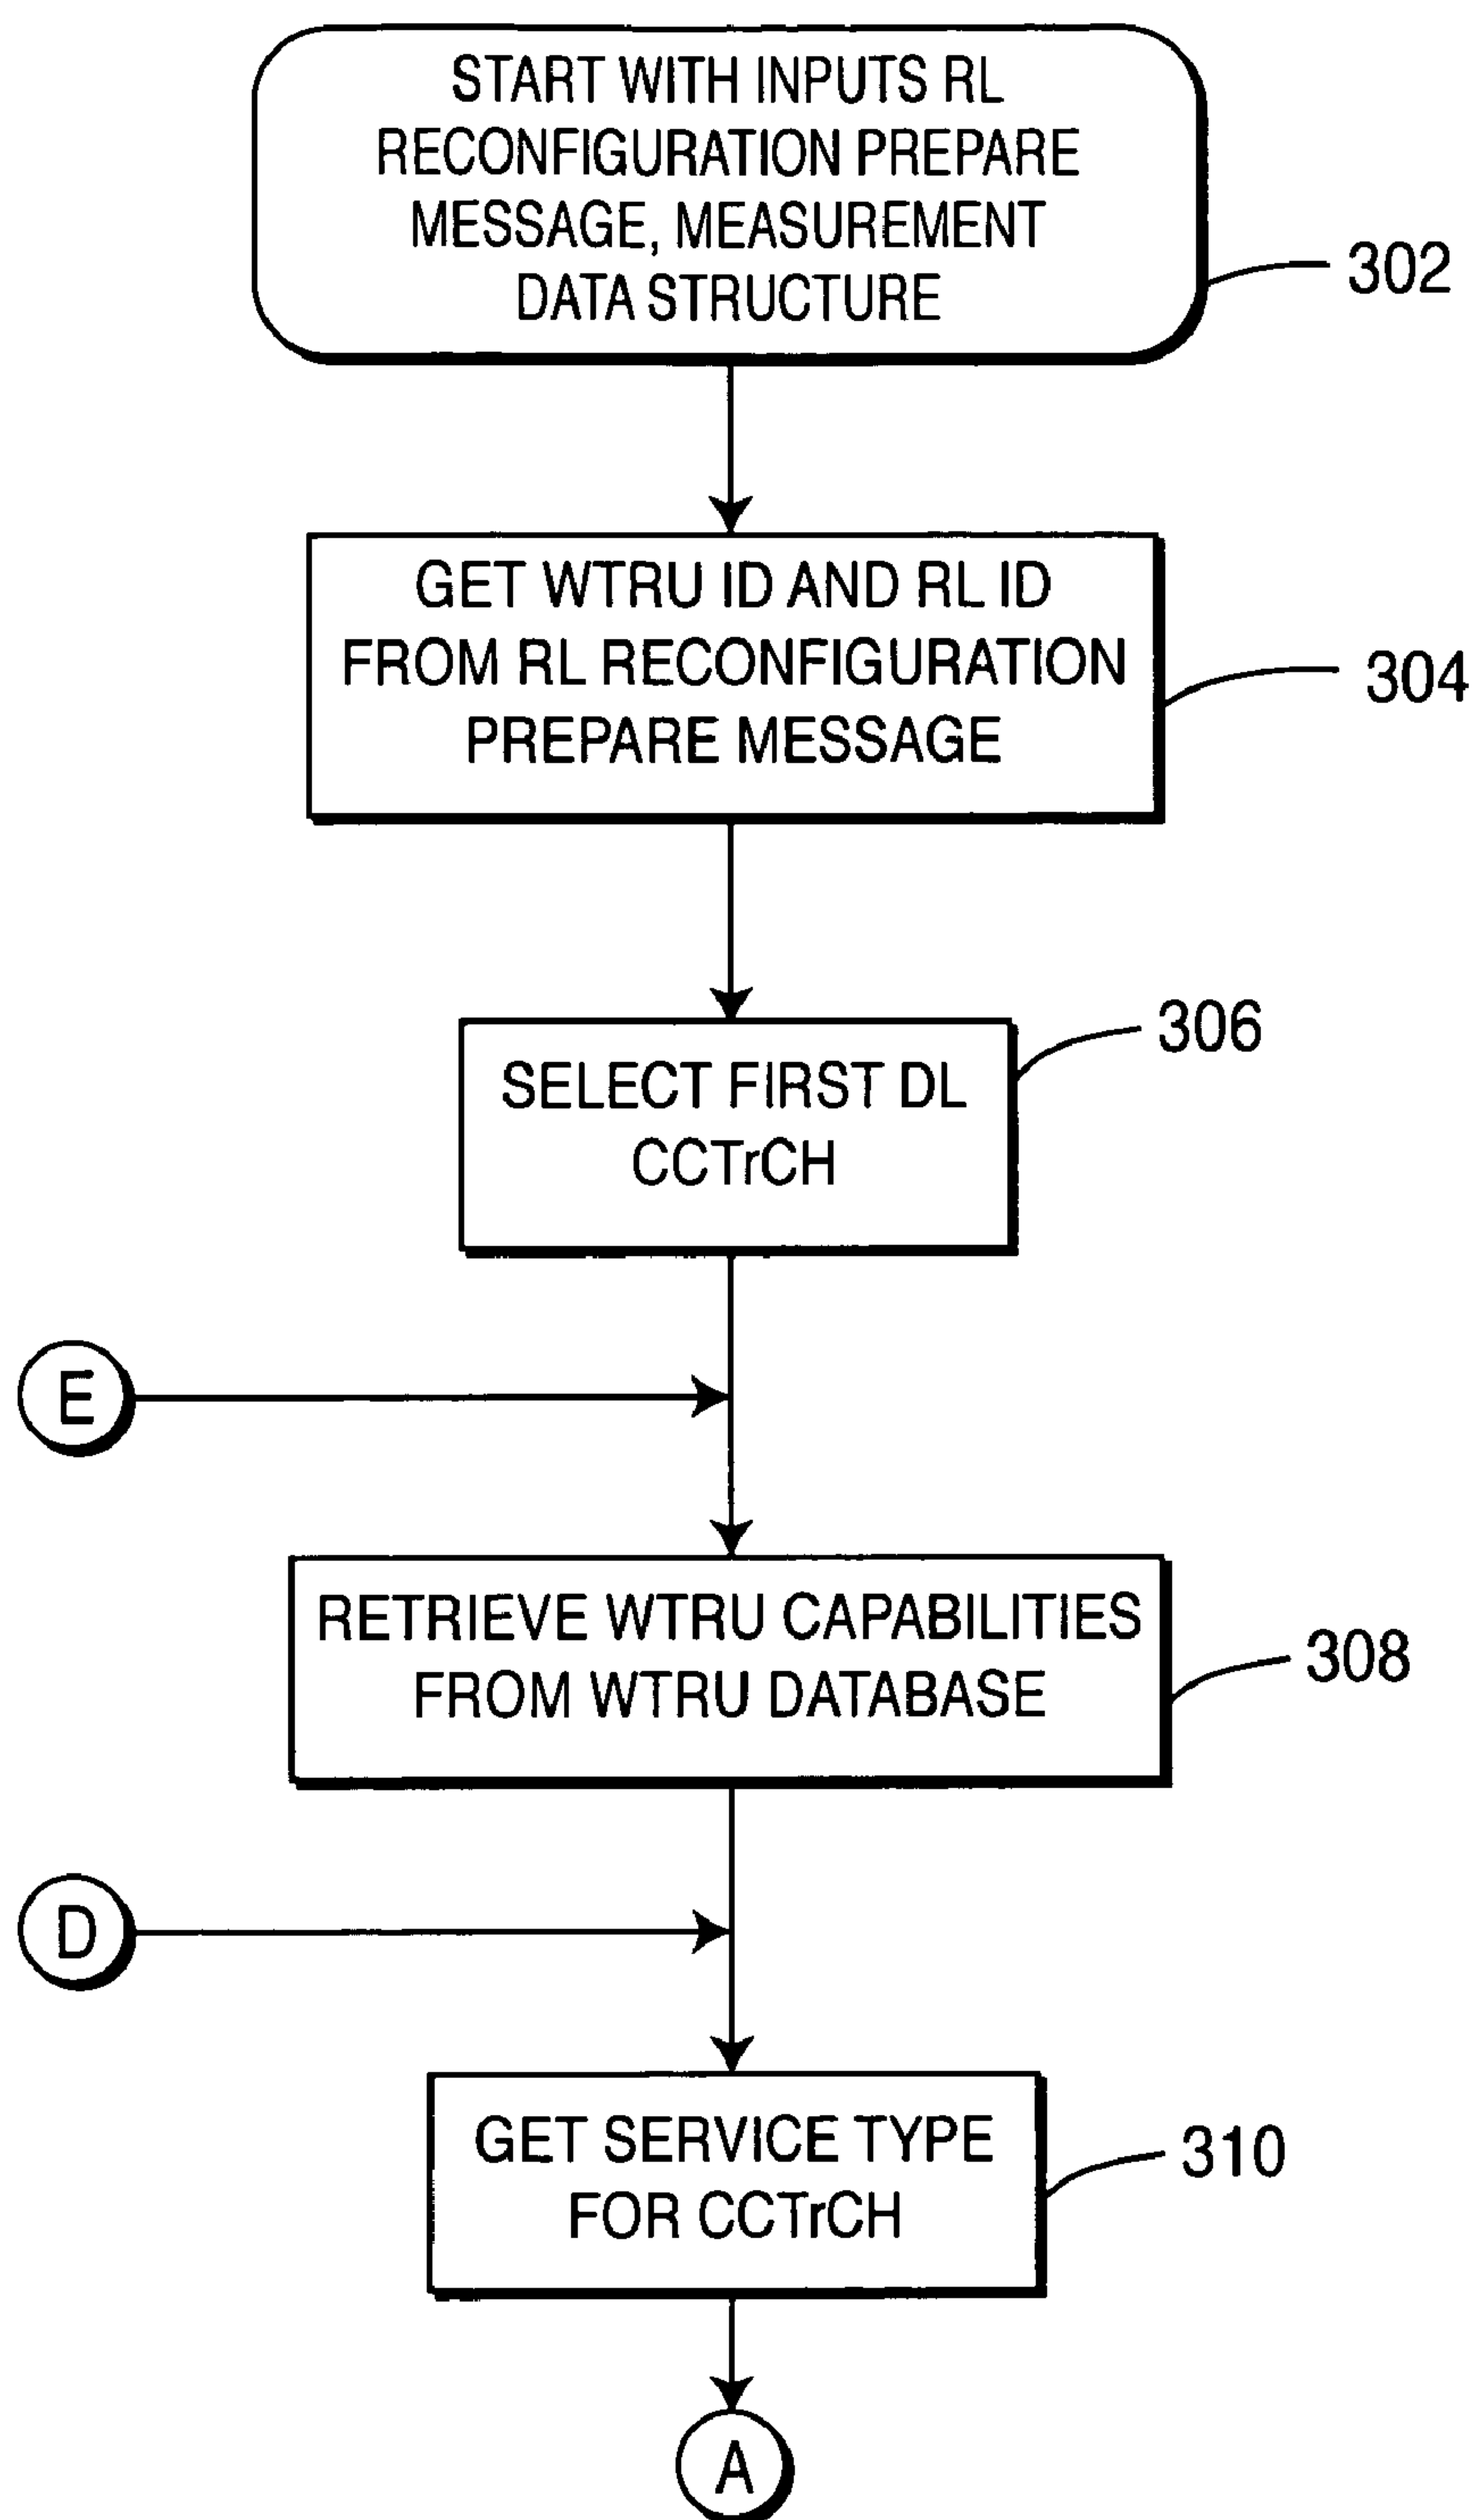 START WITH INPUTS RL
RECONFIGURATION PREPARE
MESSAGE, MEASUREMENT
DATA STRUCTURE
302
GET WTRU ID AND RL ID
FROM RL RECONFIGURATION
PREPARE MESSAGE
304
SELECT FIRST DL
CCTrCH
306
E
RETRIEVE WTRU CAPABILITIES
FROM WTRU DATABASE
308
D
GET SERVICE TYPE
FOR CCTrCH
310
A